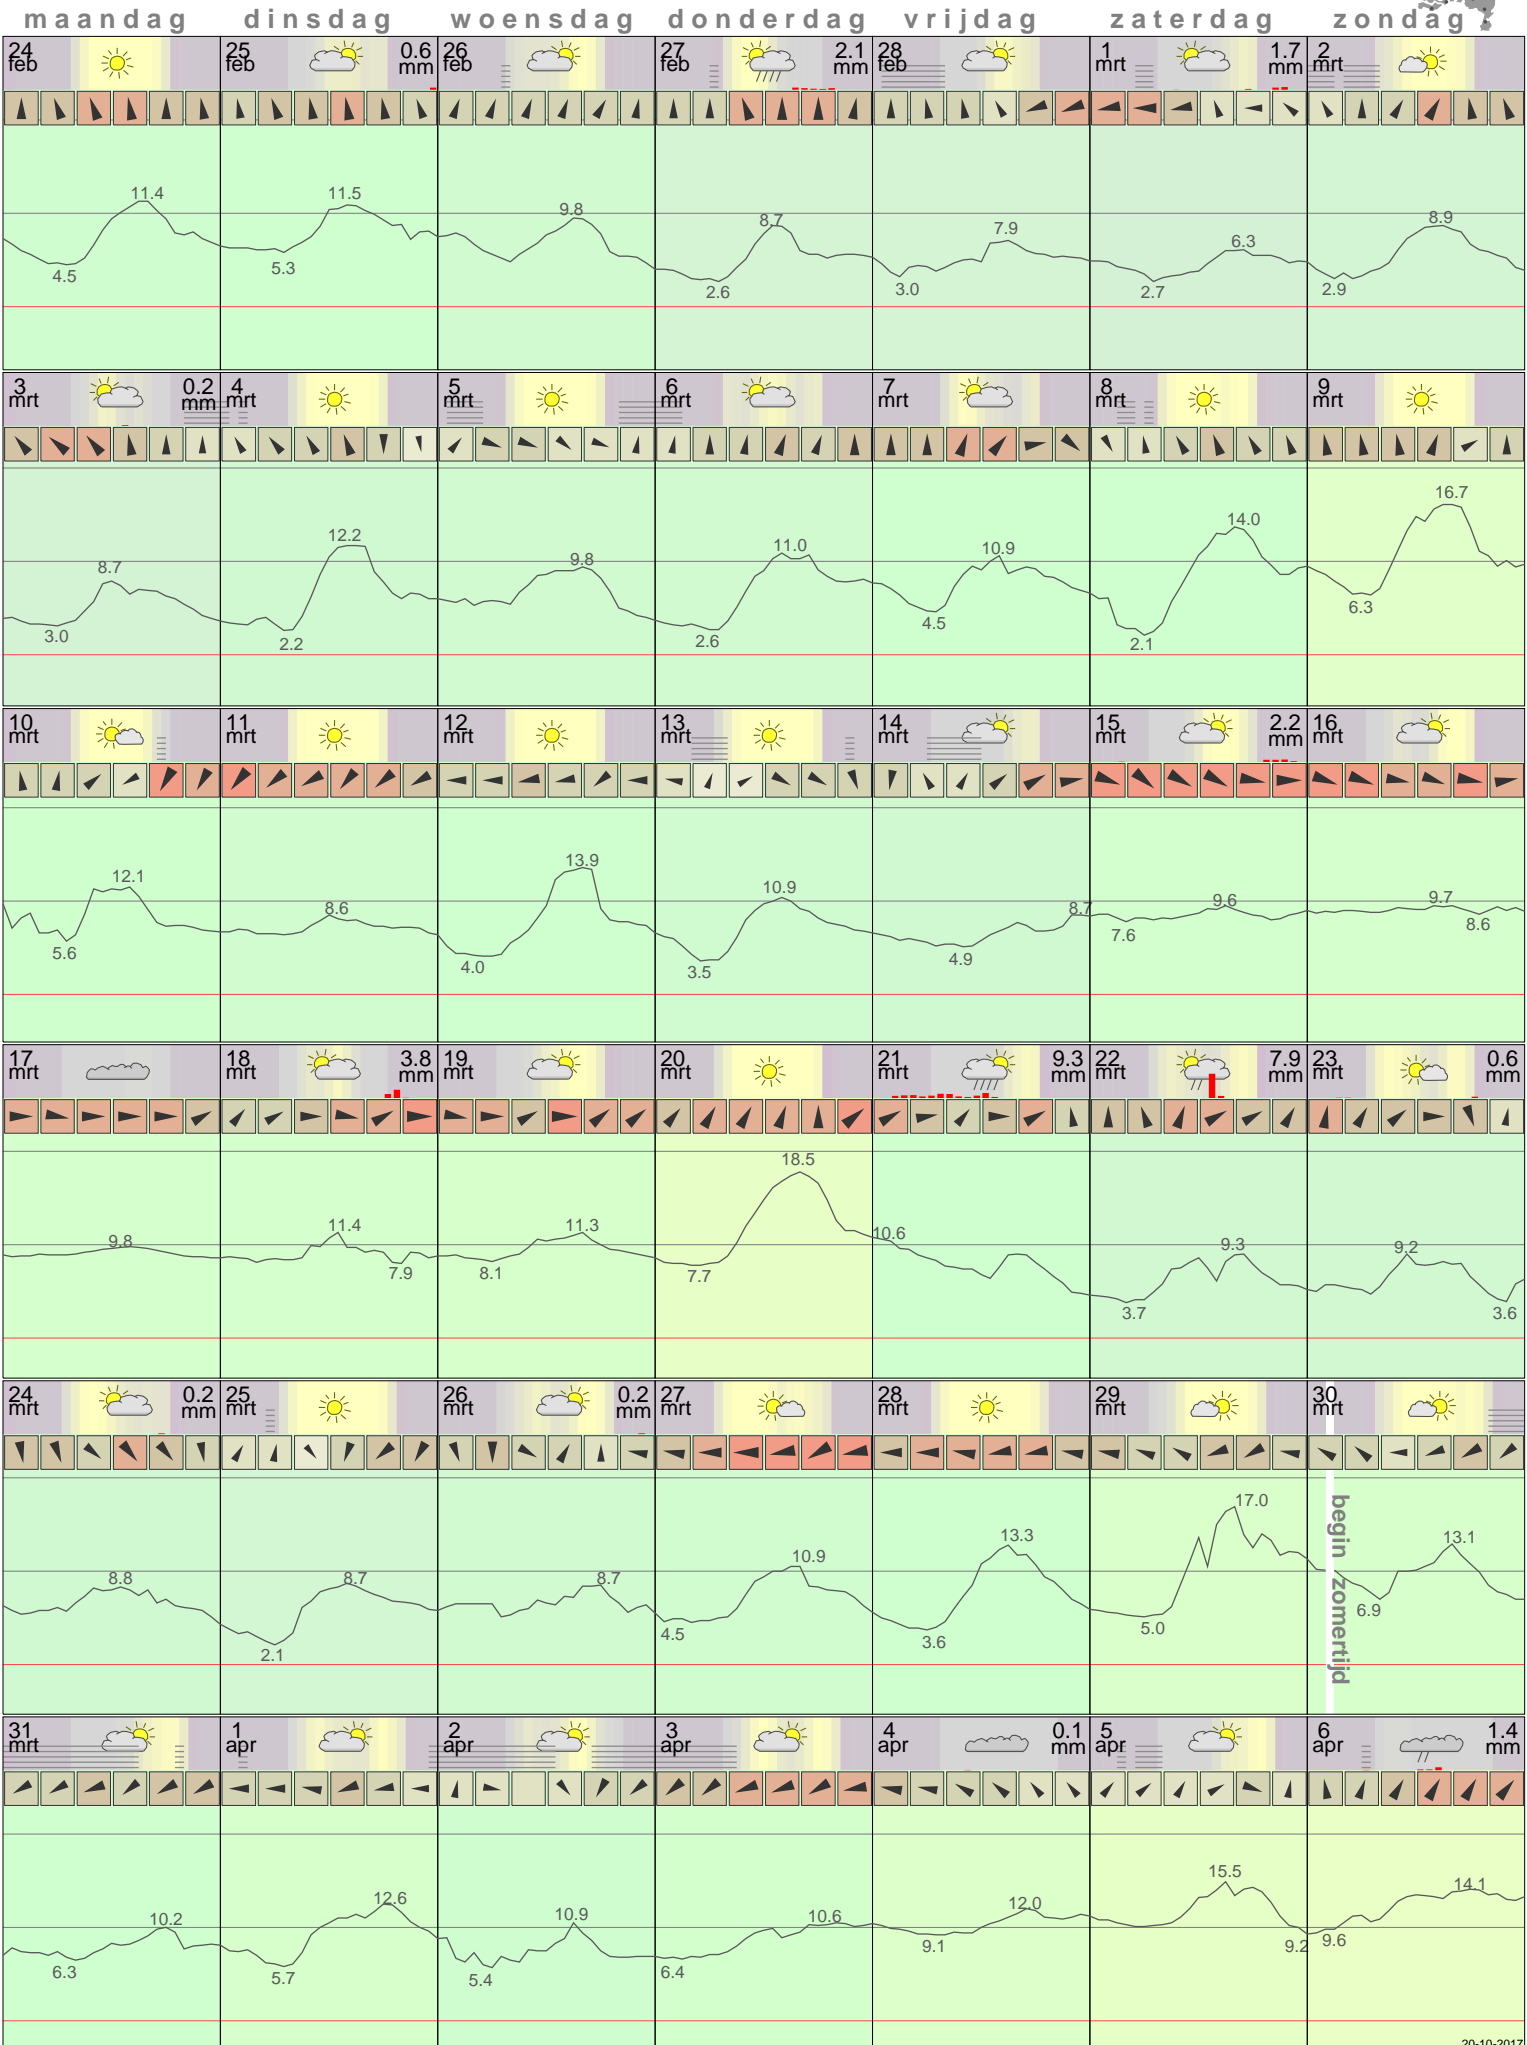 maandag dinsdag woensdag donderdag vrijdag zaterdag zondag
24 25 0.6 26 27 2.1 28 1 1.7 2
feb feb mm feb feb mm feb mrt mm mrt
11.4 11.5 9.8 8.7 7.9 6.3 8.9
4.5 5.3 2.6 3.0 2.7 2.9
3 0.2 4 5 6 7 8 9
mrt mm mrt mrt mrt mrt mrt mrt
8.7 12.2 9.8 11.0 10.9 14.0 16.7
3.0 2.2 2.6 4.5 2.1 6.3
10 11 12 13 14 15 2.2 16
mrt mrt mrt mrt mrt mrt mm mrt
12.1 8.6 13.9 10.9 8.7 9.6 9.7
5.6 4.0 3.5 4.9 7.6 8.6
17 18 3.8 19 20 21 9.3 22 7.9 23 0.6
mrt mrt mm mrt mrt mrt mm mrt mm mrt mm
9.8 11.4 11.3 18.5 10.6 9.3 9.2
7.9 8.1 7.7 3.7 3.6
24 0.2 25 26 0.2 27 28 29 30
mrt mm mrt mrt mm mrt mrt mrt mrt
8.8 8.7 8.7 10.9 13.3 17.0 13.1
2.1 4.5 3.6 5.0 6.9
begin zomertijd
31 1 2 3 4 0.1 5 6 1.4
mrt apr apr apr apr mm apr apr mm
10.2 12.6 10.9 10.6 12.0 15.5 14.1
6.3 5.7 5.4 6.4 9.1 9.2 9.6
20-10-2017